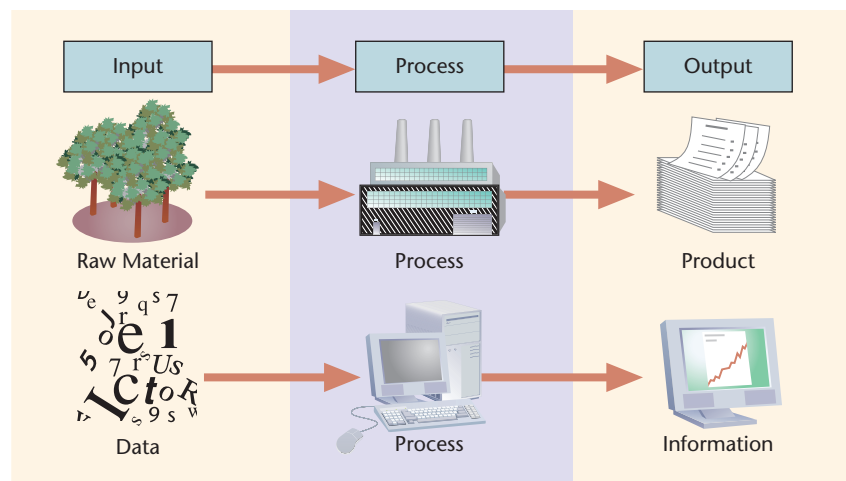 Input
Process
Output
Raw Material
Process
Product
Data
Process
Information